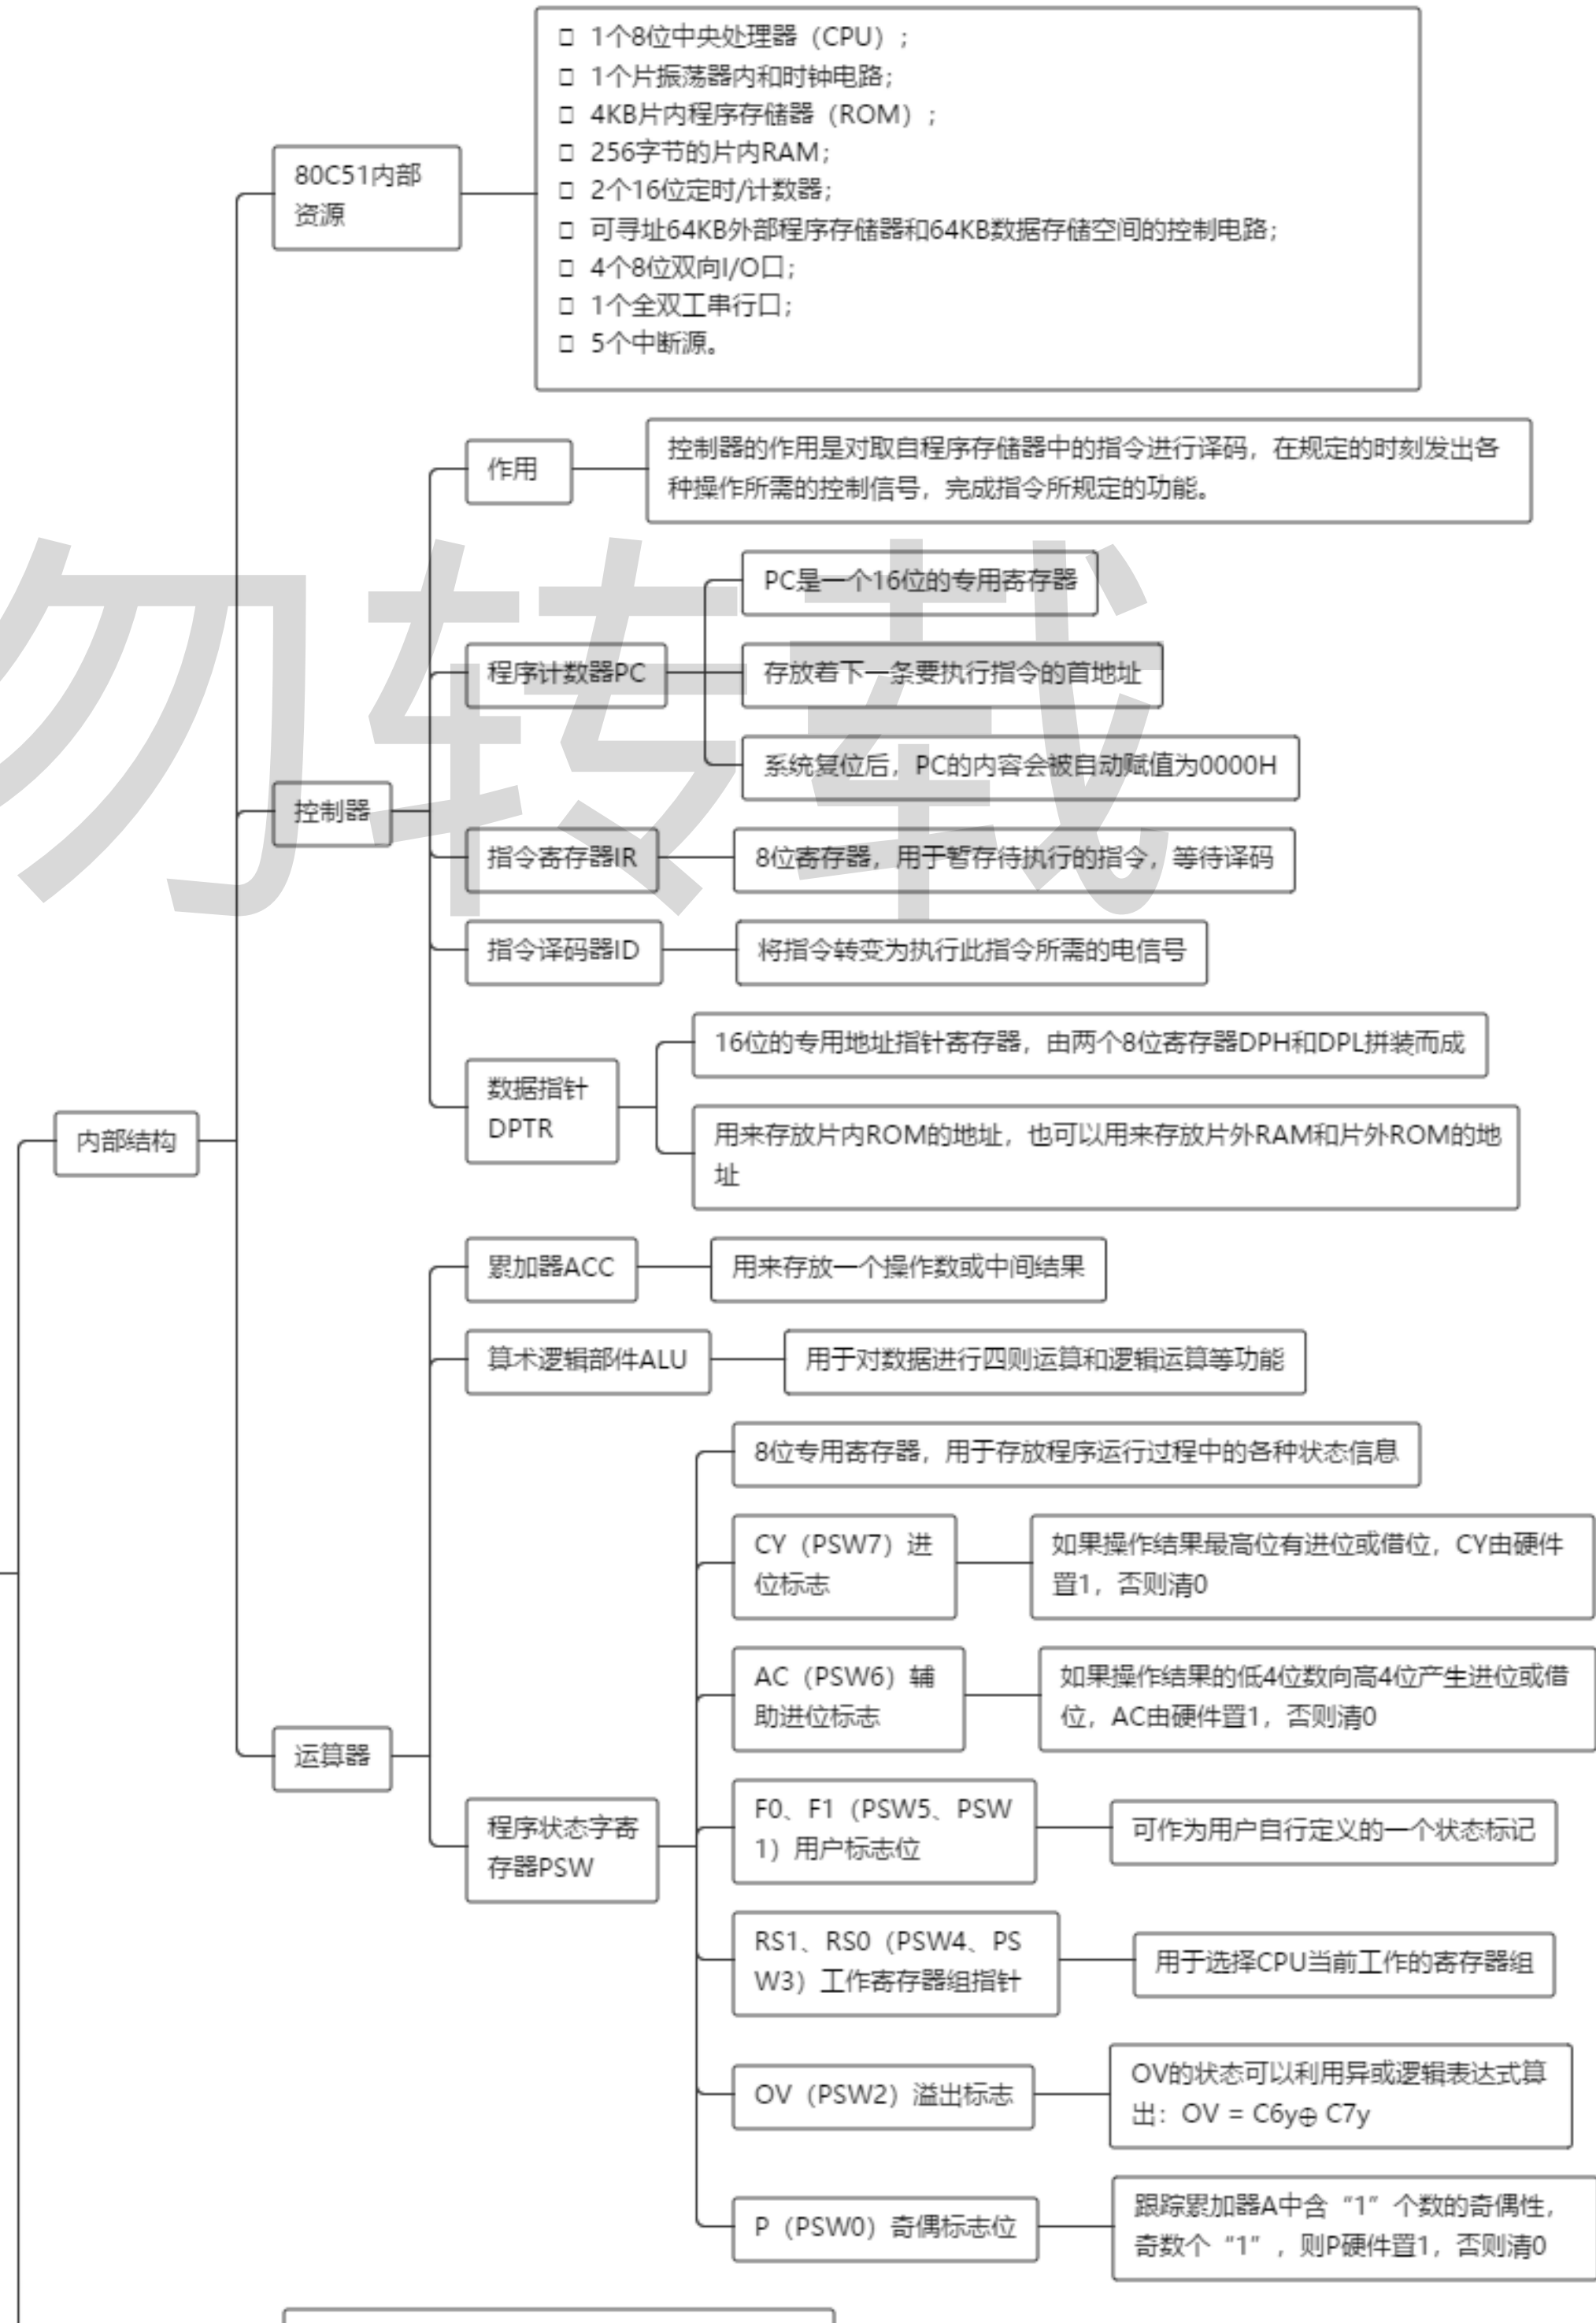 1个8位中央处理器（CPU）；
1个片振荡器内和时钟电路；
4KB片内程序存储器（ROM）；
256字节的片内RAM；
2个16位定时/计数器；
可寻址64KB外部程序存储器和64KB数据存储空间的控制电路；
4个8位双向I/O口；
1个全双工串行口；
5个中断源。
80C51内部
资源
作用
控制器的作用是对取自程序存储器中的指令进行译码，在规定的时刻发出各
种操作所需的控制信号，完成指令所规定的功能。
勿转载
程序计数器PC
PC是一个16位的专用寄存器
存放着下一条要执行指令的首地址
系统复位后，PC的内容会被自动赋值为0000H
控制器
指令寄存器IR
8位寄存器，用于暂存待执行的指令，等待译码
指令译码器ID
将指令转变为执行此指令所需的电信号
数据指针
DPTR
16位的专用地址指针寄存器，由两个8位寄存器DPH和DPL拼装而成
用来存放片内ROM的地址，也可以用来存放片外RAM和片外ROM的地
址
内部结构
累加器ACC
用来存放一个操作数或中间结果
算术逻辑部件ALU
用于对数据进行四则运算和逻辑运算等功能
运算器
程序状态字寄
存器PSW
8位专用寄存器，用于存放程序运行过程中的各种状态信息
CY（PSW7）进
位标志
如果操作结果最高位有进位或借位，CY由硬件
置1，否则清0
AC（PSW6）辅
助进位标志
如果操作结果的低4位数向高4位产生进位或借
位，AC由硬件置1，否则清0
F0、F1（PSW5、PSW
1）用户标志位
可作为用户自行定义的一个状态标记
RS1、RS0（PSW4、PS
W3）工作寄存器组指针
用于选择CPU当前工作的寄存器组
OV（PSW2）溢出标志
OV的状态可以利用异或逻辑表达式算
出：OV = C6y⊕ C7y
P（PSW0）奇偶标志位
跟踪累加器A中含“1”个数的奇偶性，
奇数个“1”，则P硬件置1，否则清0